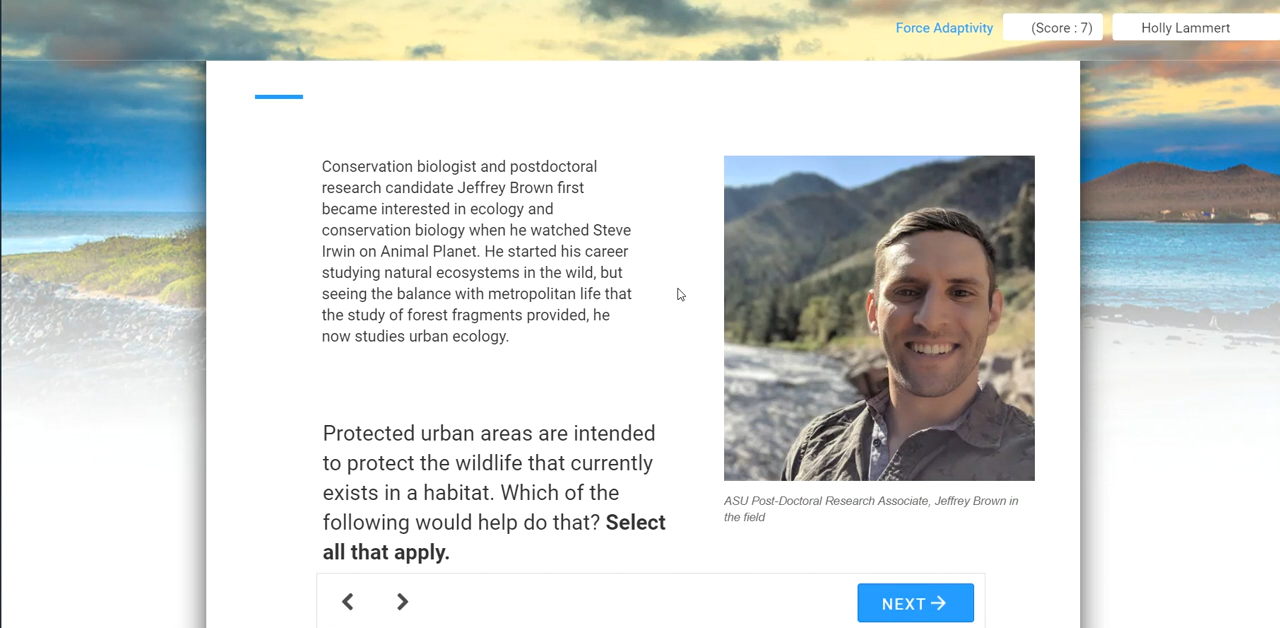 Force Adaptivity
(Score : 7)
Holly Lammert
Conservation biologist and postdoctoral
research candidate Jeffrey Brown first
became interested in ecology and
conservation biology when he watched Steve
Irwin on Animal Planet. He started his career
studying natural ecosystems in the wild, but
seeing the balance with metropolitan life that
the study of forest fragments provided, he
now studies urban ecology.
Protected urban areas are intended
to protect the wildlife that currently
exists in a habitat. Which of the
following would help do that? Select
all that apply.
ASU Post-Doctoral Research Associate, Jeffrey Brown in
the field
NEXT